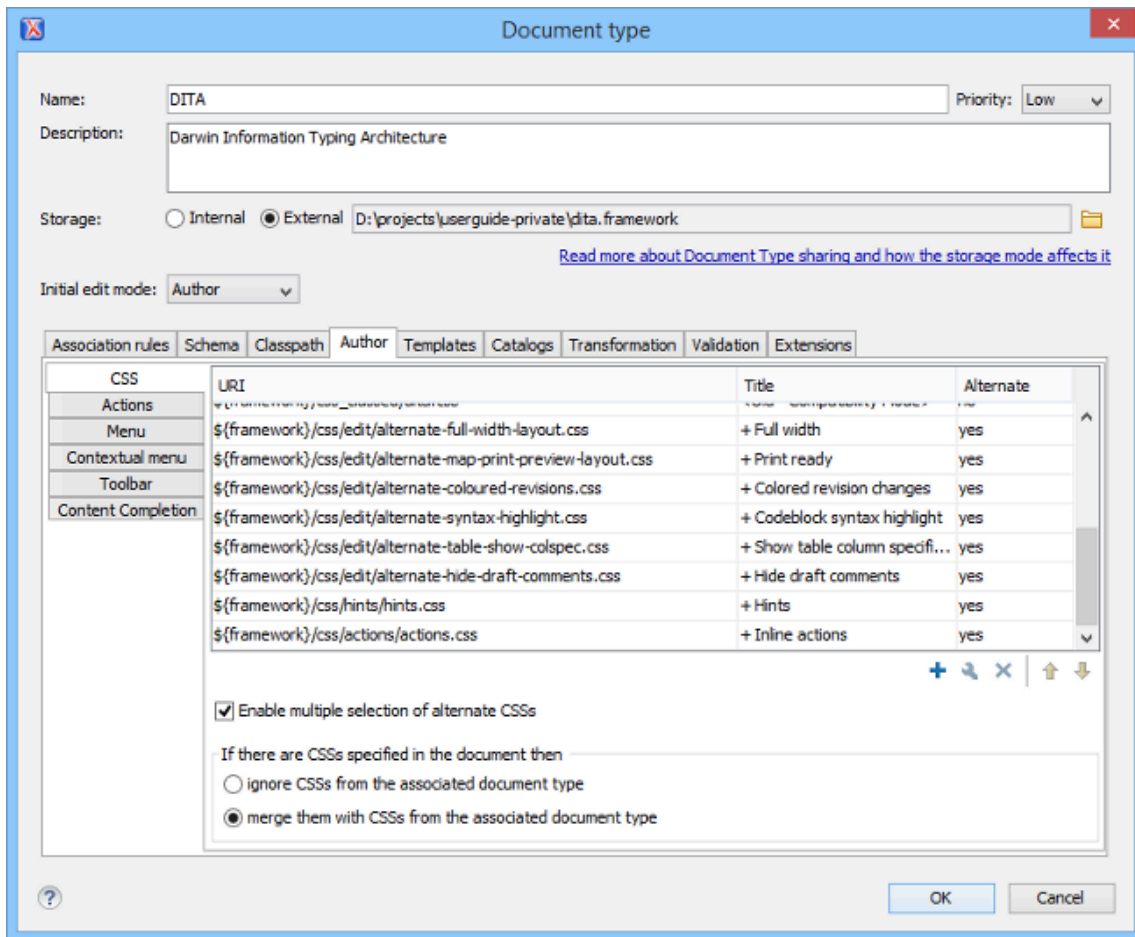 Document type
Name: DITA Priority: Low
Description: Darwin Information Typing Architecture
Storage: Internal External D:\projects\userguide-private\dita.framework
Read more about Document Type sharing and how the storage mode affects it
Initial edit mode: Author
Association rules Schema Classpath Author Templates Catalogs Transformation Validation Extensions
CSS
Actions
Menu
Contextual menu
Toolbar
Content Completion
URI Title Alternate
${framework}/css/edit/alternate-full-width-layout.css + Full width yes
${framework}/css/edit/alternate-map-print-preview-layout.css + Print ready yes
${framework}/css/edit/alternate-coloured-revisions.css + Colored revision changes yes
${framework}/css/edit/alternate-syntax-highlight.css + Codeblock syntax highlight yes
${framework}/css/edit/alternate-table-show-colspec.css + Show table column specifi... yes
${framework}/css/edit/alternate-hide-draft-comments.css + Hide draft comments yes
${framework}/css/hints/hints.css + Hints yes
${framework}/css/actions/actions.css + Inline actions yes
Enable multiple selection of alternate CSSs
If there are CSSs specified in the document then
ignore CSSs from the associated document type
merge them with CSSs from the associated document type
OK Cancel